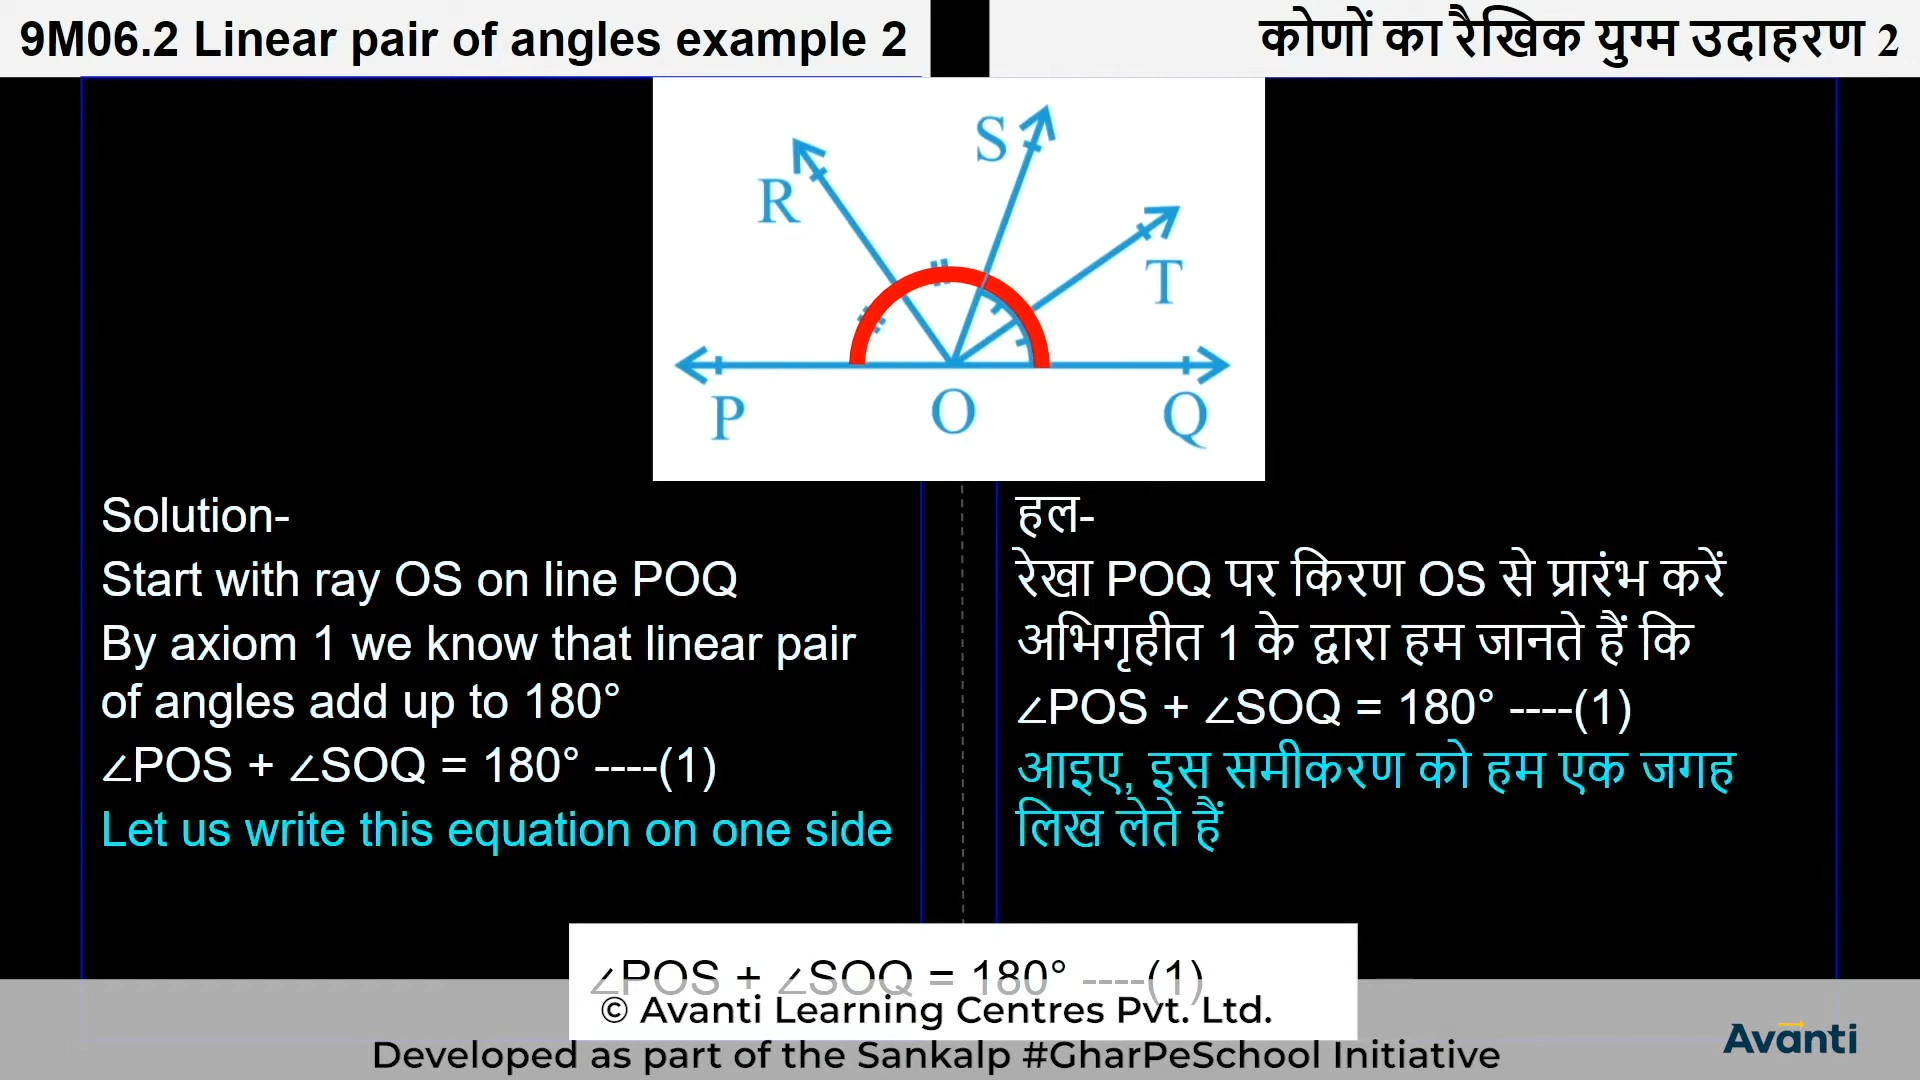 9M06.2 Linear pair of angles example 2
कोणों का रैखिक युग्म उदाहरण 2
S
R
T
P
O
Q
Solution-
Start with ray OS on line POQ
By axiom 1 we know that linear pair
of angles add up to 180°
∠POS + ∠SOQ = 180° ----(1)
Let us write this equation on one side
हल-
रेखा POQ पर किरण OS से प्रारंभ करें
अभिगृहीत 1 के द्वारा हम जानते हैं कि
∠POS + ∠SOQ = 180° ----(1)
आइए, इस समीकरण को हम एक जगह
लिख लेते हैं
∠POS + ∠SOQ = 180° ----(1)
© Avanti Learning Centres Pvt. Ltd.
Developed as part of the Sankalp #GharPeSchool Initiative
Avanti